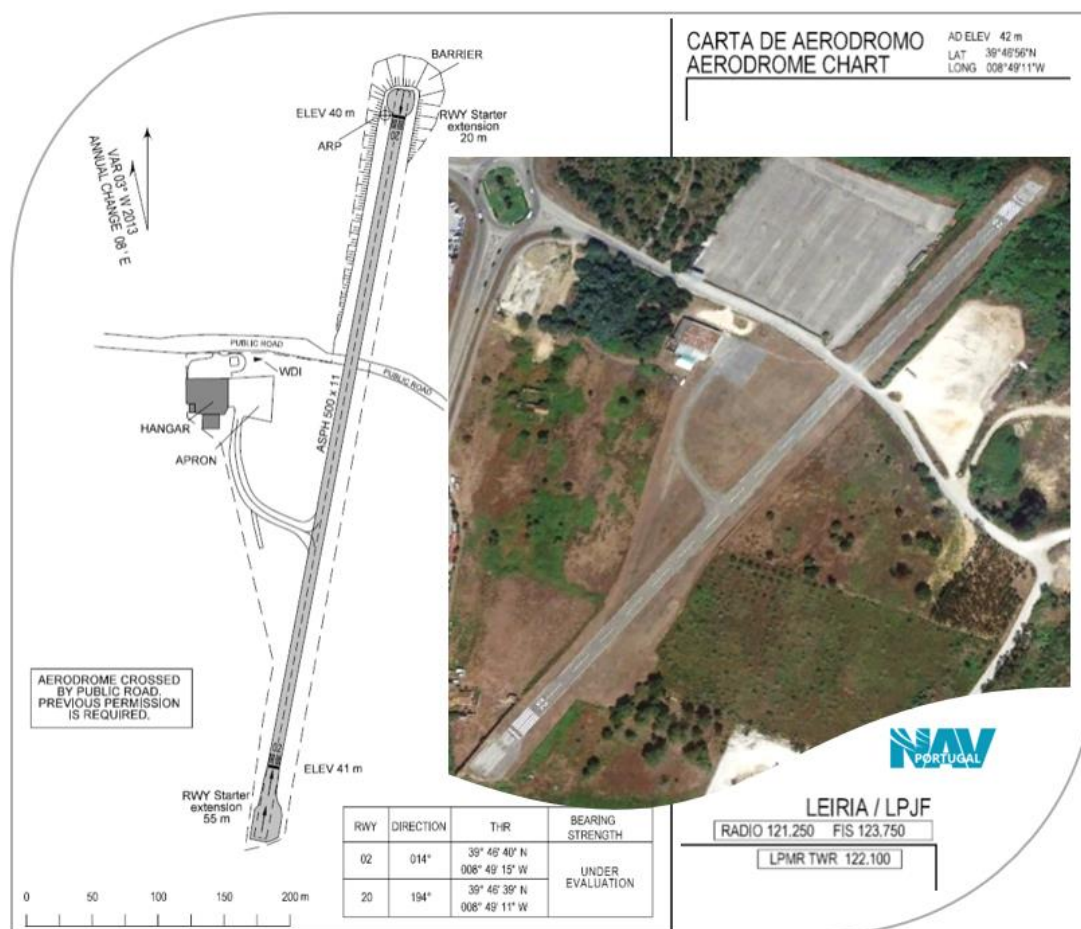 CARTA DE AERODROMO
AERODROME CHART
AD ELEV 42 m
LAT 39°46'56"N
LONG 008°49'11"W
BARRIER
ELEV 40 m
RWY Starter
extension
20 m
ARP
VAR 03° W 2013
ANNUAL CHANGE 08' E
PUBLIC ROAD
WDI
PUBLIC ROAD
HANGAR
APRON
ASPH 500 x 11
AERODROME CROSSED
BY PUBLIC ROAD.
PREVIOUS PERMISSION
IS REQUIRED.
ELEV 41 m
RWY Starter
extension
55 m
RWY DIRECTION THR BEARING STRENGTH
02 014° 39° 46' 40" N 008° 49' 15" W
20 194° 39° 46' 39" N 008° 49' 11" W
UNDER
EVALUATION
0 50 100 150 200 m
NAV
PORTUGAL
LEIRIA / LPJF
RADIO 121.250 FIS 123.750
LPMR TWR 122.100